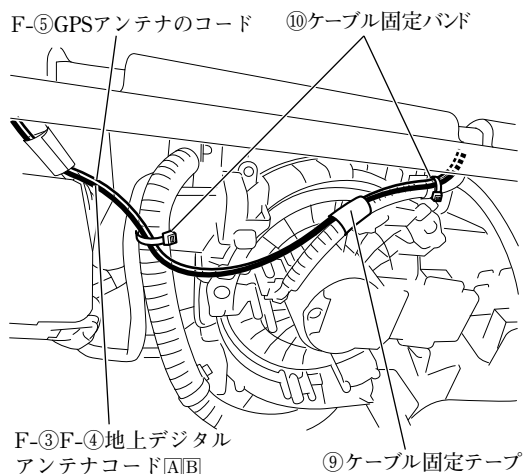 F-⑤GPSアンテナのコード
⑩ケーブル固定バンド
F-③F-④地上デジタル
アンテナコード🄰🄱
⑨ケーブル固定テープ